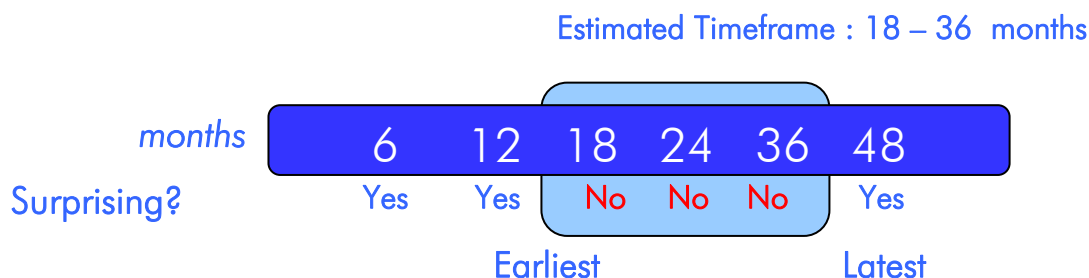 Estimated Timeframe : 18 – 36 months
months 6 12 18 24 36 48
Surprising? Yes Yes No No No Yes
Earliest Latest